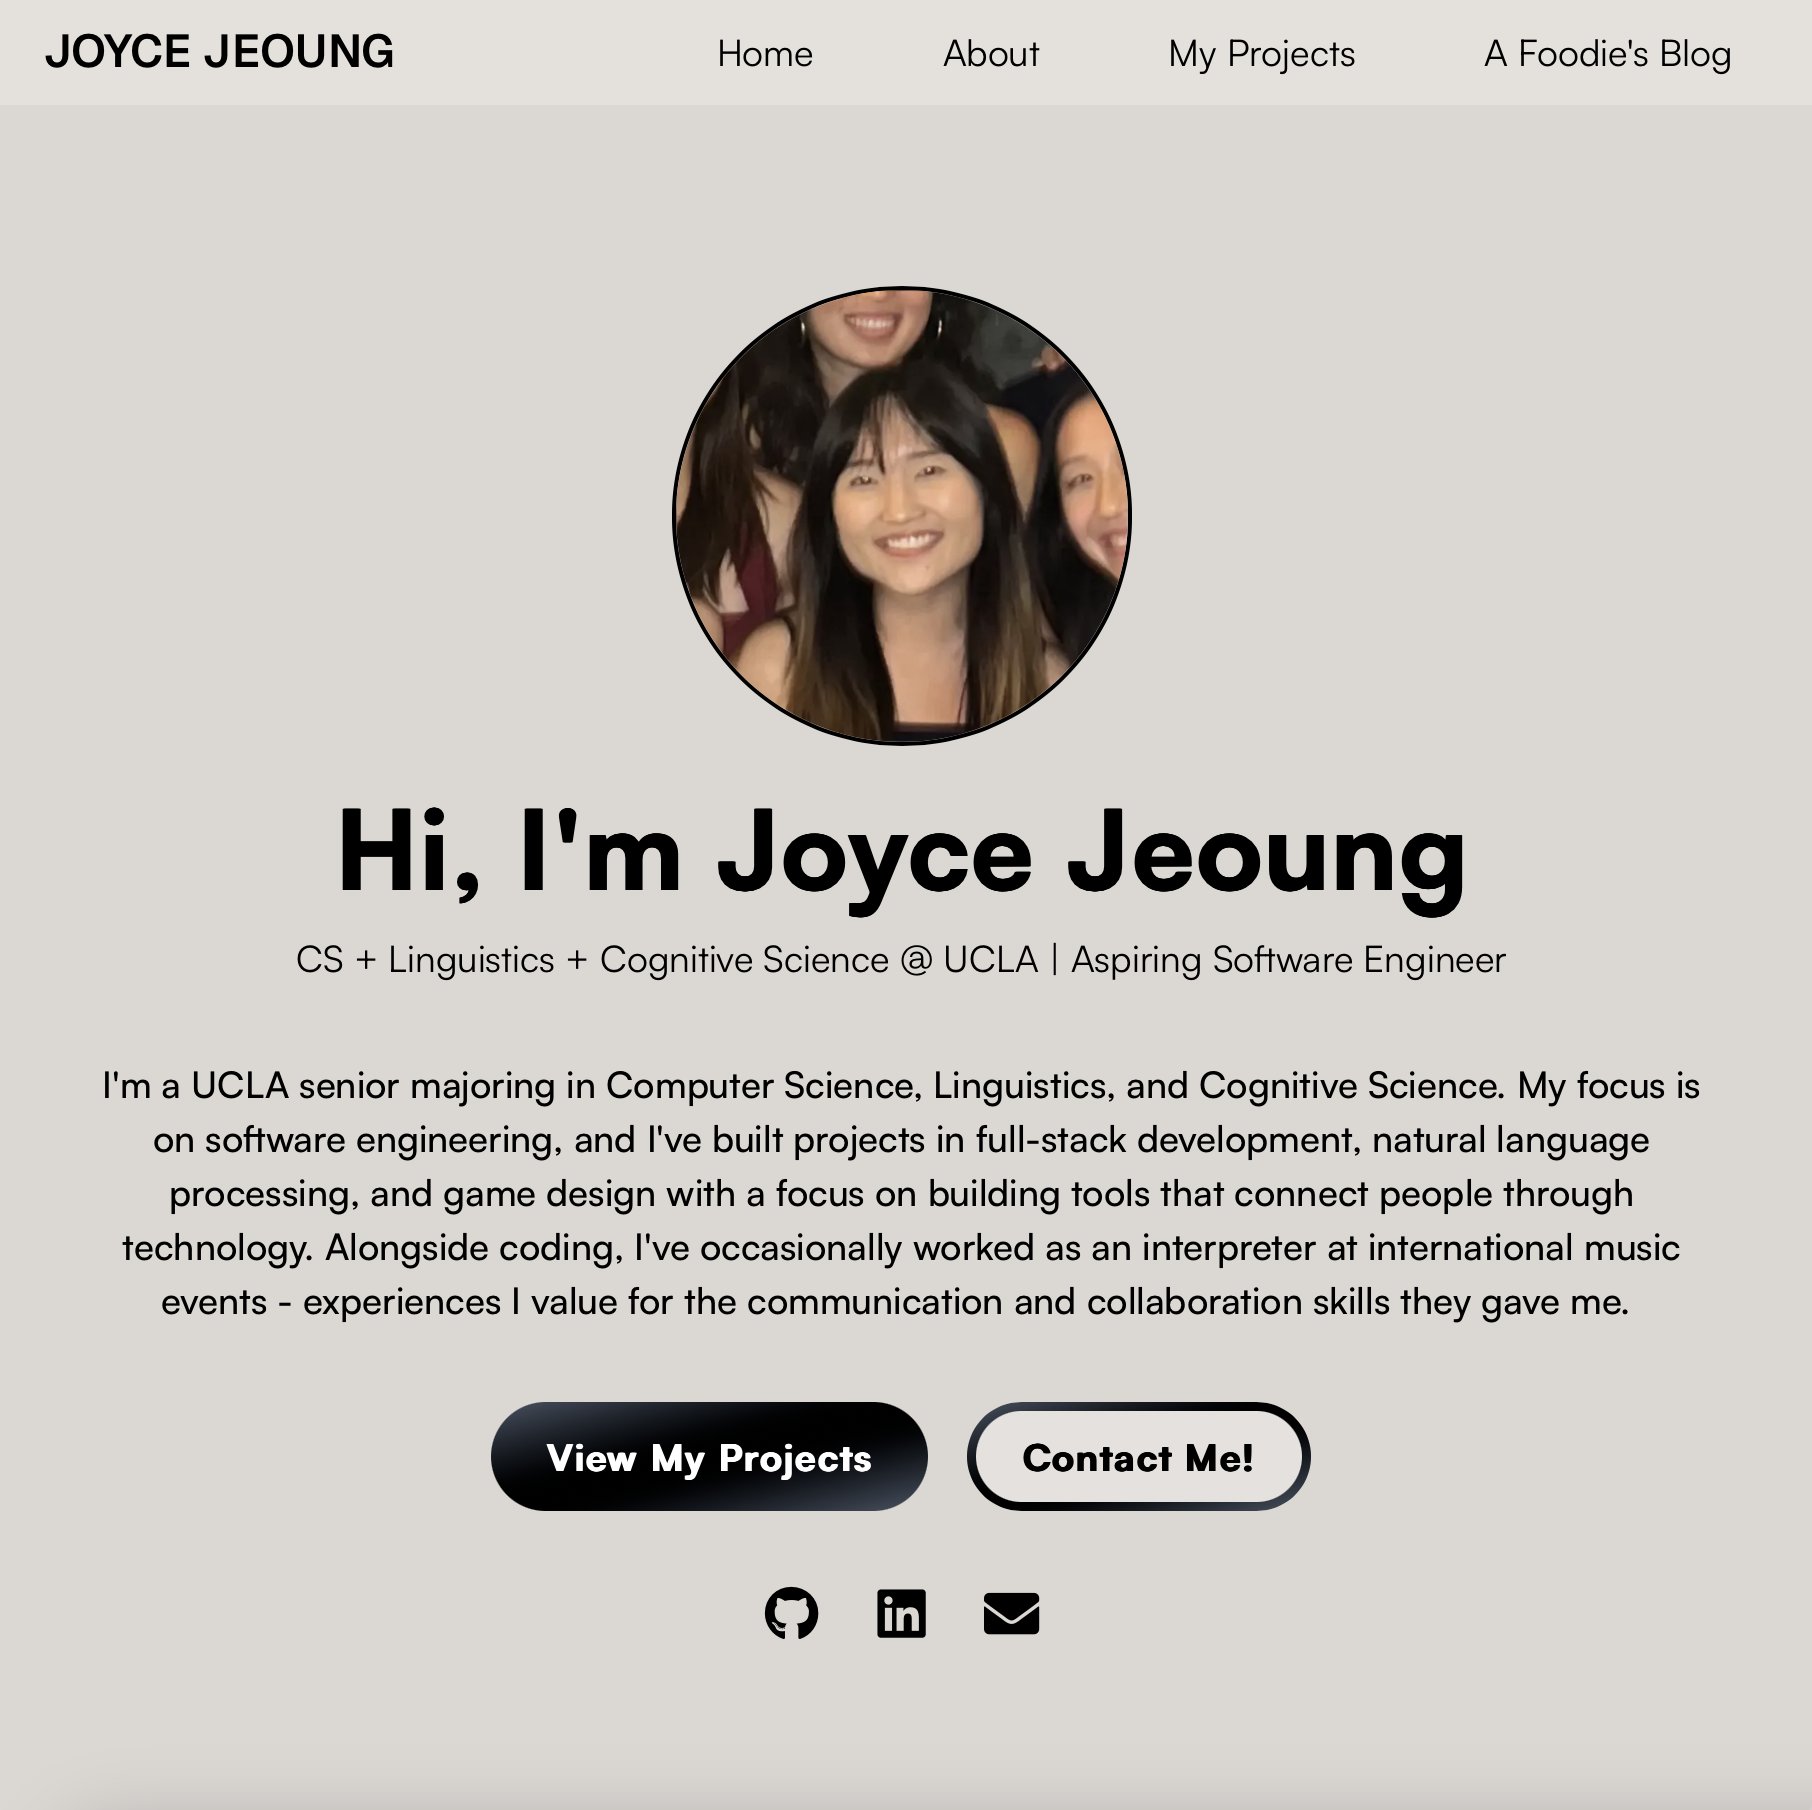 JOYCE JEOUNG
Home
About
My Projects
A Foodie's Blog
Hi, I'm Joyce Jeoung
CS + Linguistics + Cognitive Science @ UCLA | Aspiring Software Engineer
I'm a UCLA senior majoring in Computer Science, Linguistics, and Cognitive Science. My focus is
on software engineering, and I've built projects in full-stack development, natural language
processing, and game design with a focus on building tools that connect people through
technology. Alongside coding, I've occasionally worked as an interpreter at international music
events - experiences I value for the communication and collaboration skills they gave me.
View My Projects
Contact Me!
in